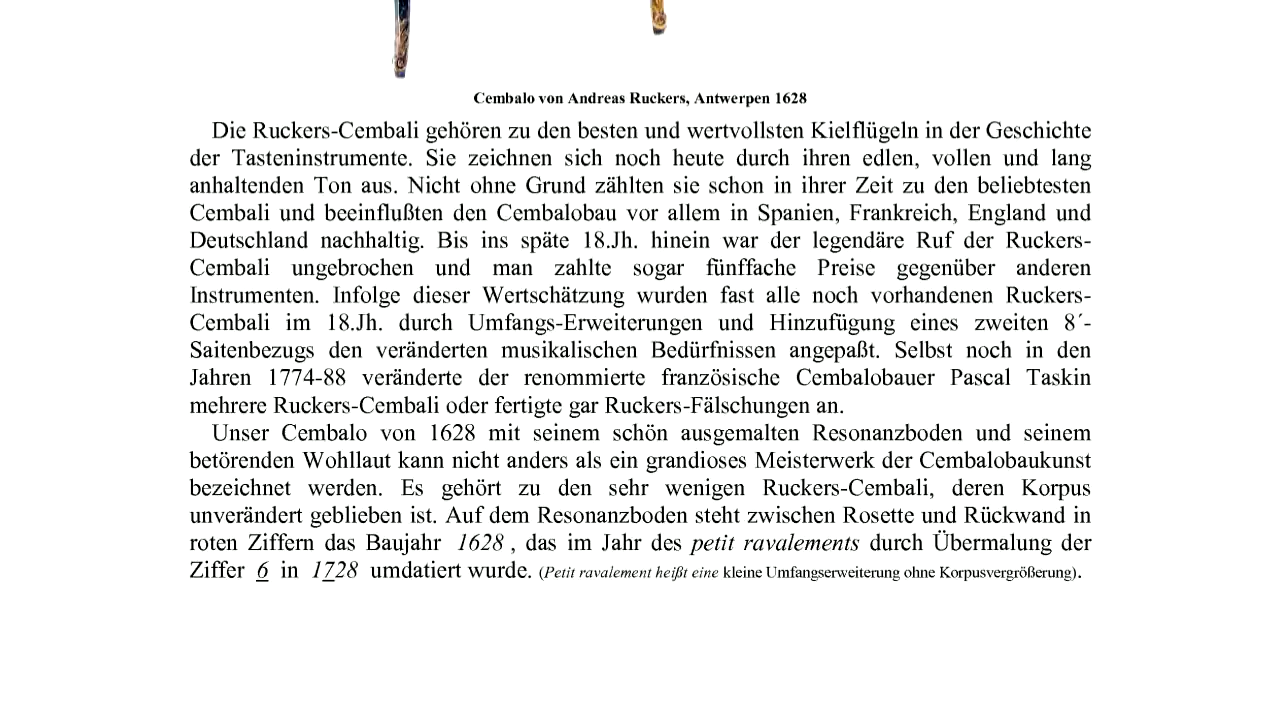 Cembalo von Andreas Ruckers, Antwerpen 1628
Die Ruckers-Cembali gehören zu den besten und wertvollsten Kielflügeln in der Geschichte
der Tasteninstrumente. Sie zeichnen sich noch heute durch ihren edlen, vollen und lang
anhaltenden Ton aus. Nicht ohne Grund zählten sie schon in ihrer Zeit zu den beliebtesten
Cembali und beeinflußten den Cembalobau vor allem in Spanien, Frankreich, England und
Deutschland nachhaltig. Bis ins späte 18.Jh. hinein war der legendäre Ruf der Ruckers-
Cembali ungebrochen und man zahlte sogar fünffache Preise gegenüber anderen
Instrumenten. Infolge dieser Wertschätzung wurden fast alle noch vorhandenen Ruckers-
Cembali im 18.Jh. durch Umfangs-Erweiterungen und Hinzufügung eines zweiten 8´-
Saitenbezugs den veränderten musikalischen Bedürfnissen angepaßt. Selbst noch in den
Jahren 1774-88 veränderte der renommierte französische Cembalobauer Pascal Taskin
mehrere Ruckers-Cembali oder fertigte gar Ruckers-Fälschungen an.
Unser Cembalo von 1628 mit seinem schön ausgemalten Resonanzboden und seinem
betörenden Wohllaut kann nicht anders als ein grandioses Meisterwerk der Cembalobaukunst
bezeichnet werden. Es gehört zu den sehr wenigen Ruckers-Cembali, deren Korpus
unverändert geblieben ist. Auf dem Resonanzboden steht zwischen Rosette und Rückwand in
roten Ziffern das Baujahr 1628 , das im Jahr des petit ravalements durch Übermalung der
Ziffer 6 in 1728 umdatiert wurde. (Petit ravalement heißt eine kleine Umfangserweiterung ohne Korpusvergrößerung).